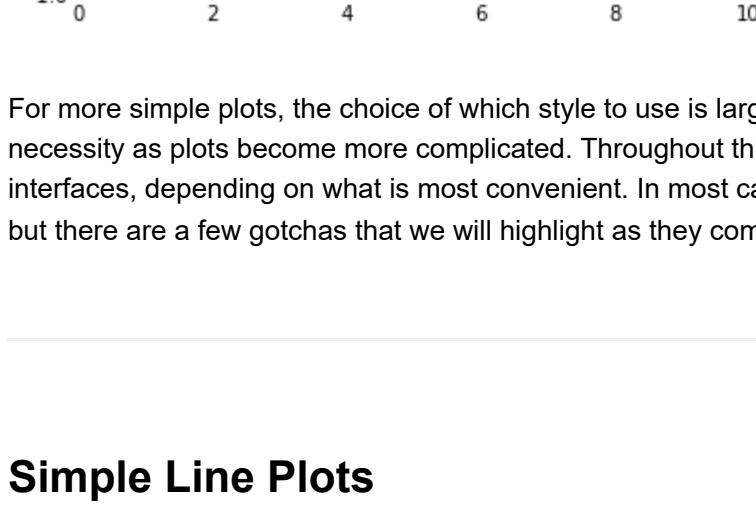 0 2 4 6 8 10
For more simple plots, the choice of which style to use is larg
necessity as plots become more complicated. Throughout th
interfaces, depending on what is most convenient. In most ca
but there are a few gotchas that we will highlight as they com
Simple Line Plots